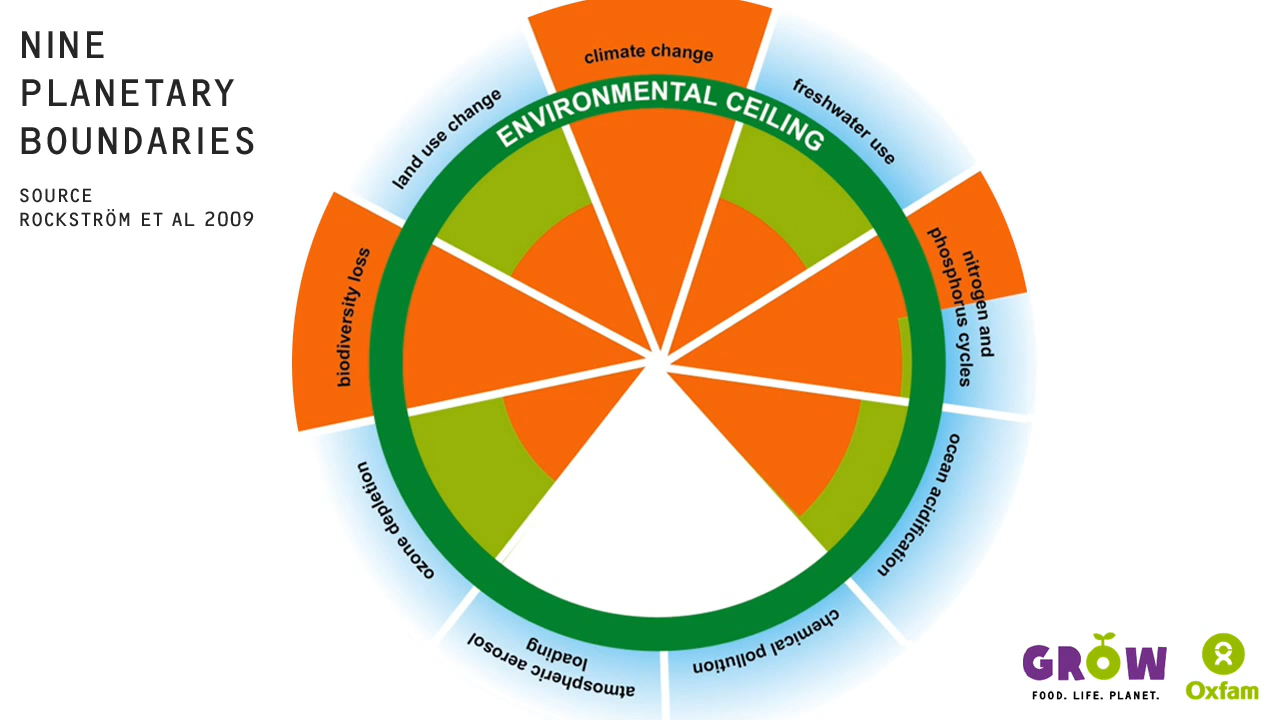 NINE
PLANETARY
BOUNDARIES
SOURCE
ROCKSTRÖM ET AL 2009
climate change
ENVIRONMENTAL CEILING
freshwater use
nitrogen and
phosphorus cycles
ocean acidification
chemical pollution
atmospheric aerosol
loading
ozone depletion
biodiversity loss
land use change
GROW
FOOD. LIFE. PLANET.
Oxfam